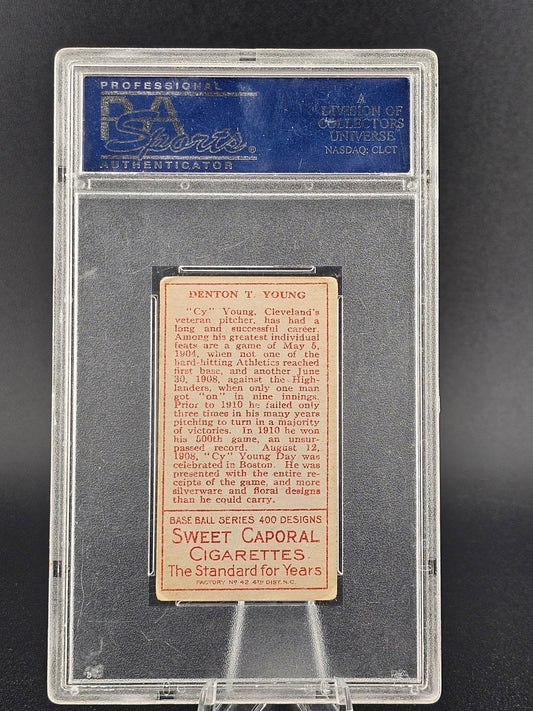 PROFESSIONAL
PSA
Sports®
AUTHENTICATOR
A
DIVISION OF
COLLECTORS
UNIVERSE
NASDAQ: CLCT
DENTON T. YOUNG
"Cy" Young, Cleveland's
veteran pitcher, has had a
long and successful career.
Among his greatest individual
feats are a game of May 5,
1904, when not one of the
hard-hitting Athletics reached
first base, and another June
30, 1908, against the High-
landers, when only one man
got "on" in nine innings.
Prior to 1910 he failed only
three times in his many years
pitching to turn in a majority
of victories. In 1910 he won
his 500th game, an unsur-
passed record. August 12,
1908, "Cy" Young Day was
celebrated in Boston. He was
presented with the entire re-
ceipts of the game, and more
silverware and floral designs
than he could carry.
BASE BALL SERIES 400 DESIGNS
SWEET CAPORAL
CIGARETTES
The Standard for Years
FACTORY No 42 4TH DIST. N.C.